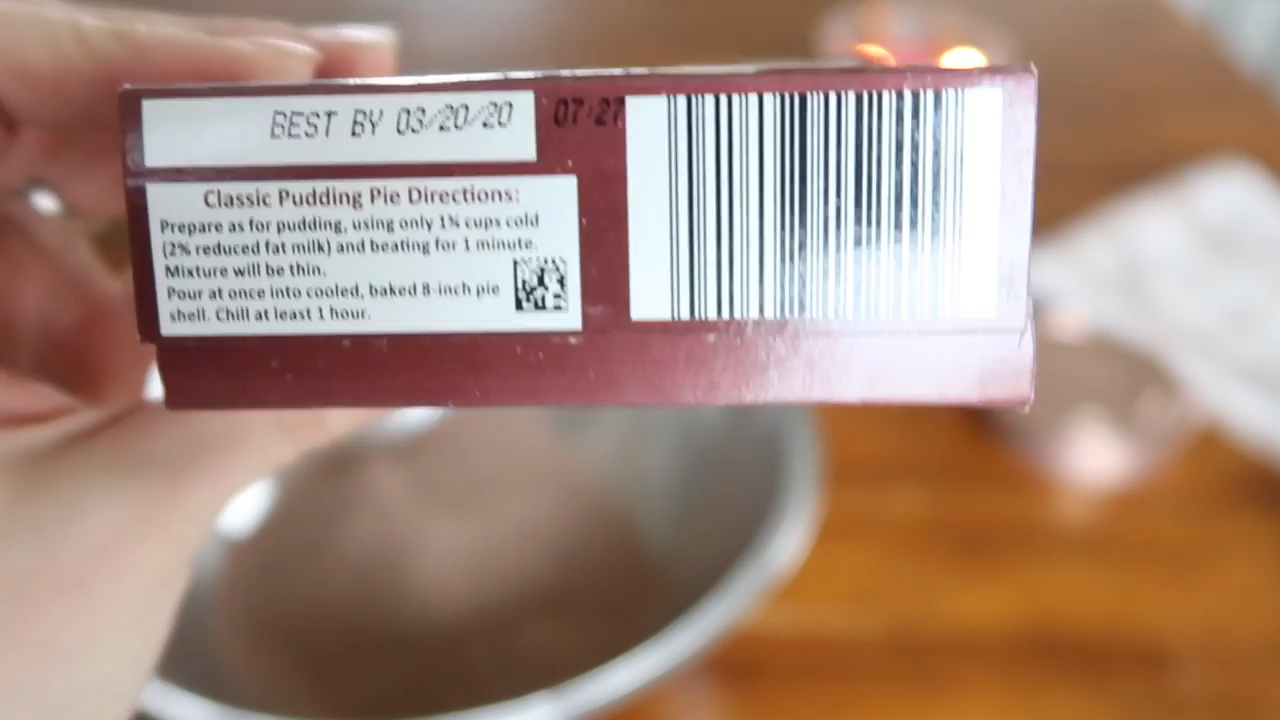 BEST BY 03/20/20 07:27
Classic Pudding Pie Directions:
Prepare as for pudding, using only 1¾ cups cold
(2% reduced fat milk) and beating for 1 minute.
Mixture will be thin.
Pour at once into cooled, baked 8-inch pie
shell. Chill at least 1 hour.